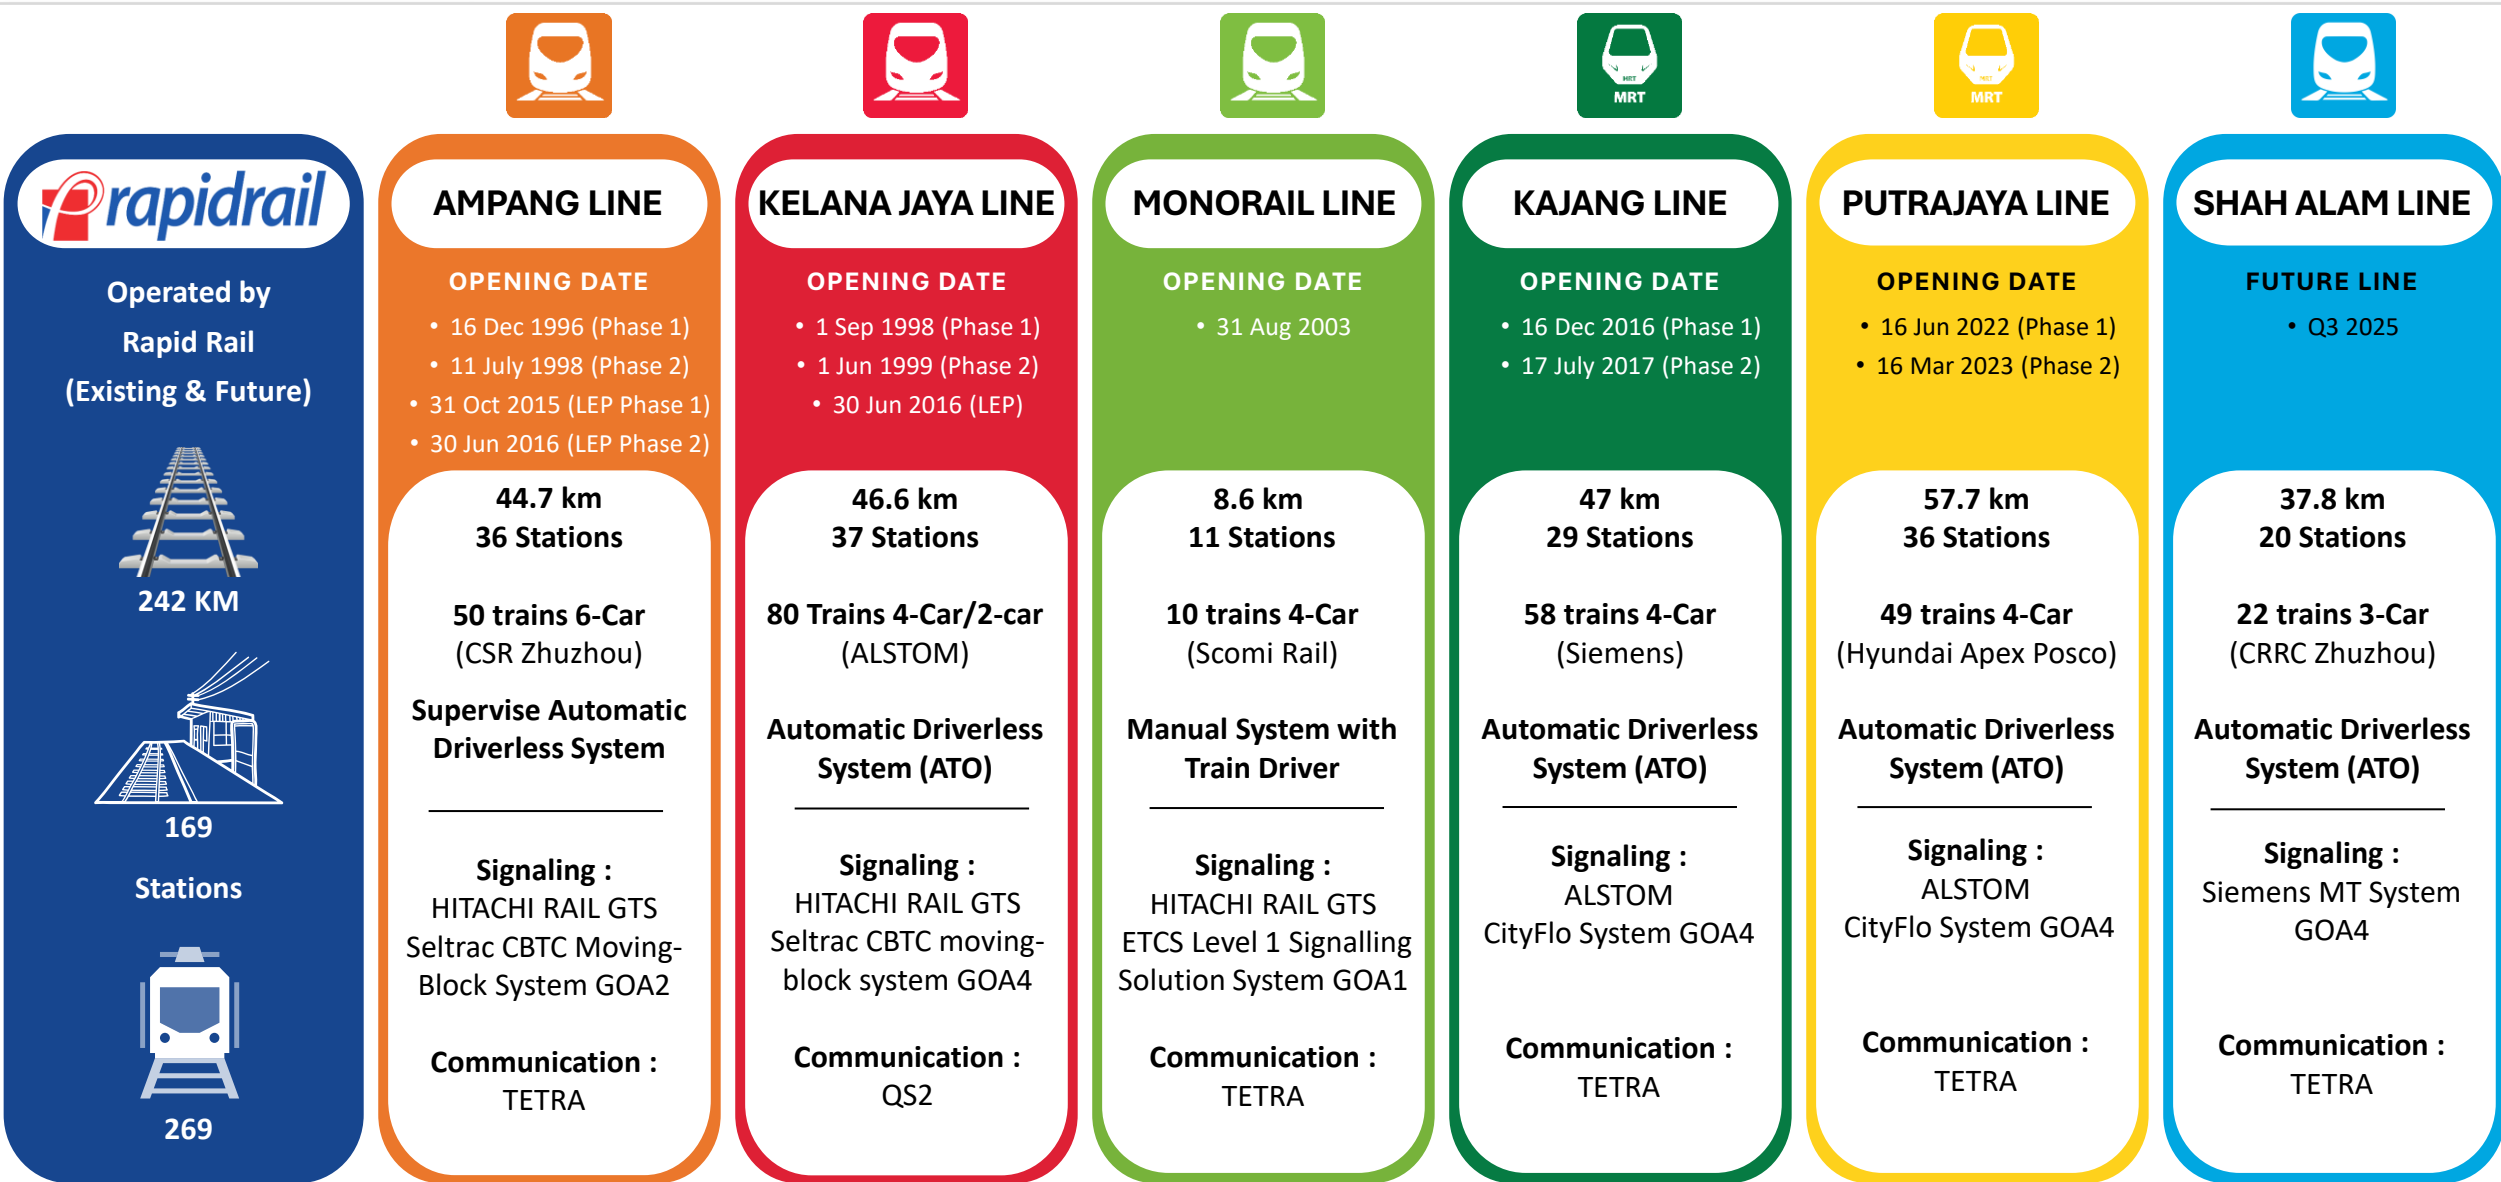 MRT
MRT
rapidrail
Operated by
Rapid Rail
(Existing & Future)
242 KM
169
Stations
269
AMPANG LINE
OPENING DATE
• 16 Dec 1996 (Phase 1)
• 11 July 1998 (Phase 2)
• 31 Oct 2015 (LEP Phase 1)
• 30 Jun 2016 (LEP Phase 2)
44.7 km
36 Stations
50 trains 6-Car
(CSR Zhuzhou)
Supervise Automatic
Driverless System
Signaling :
HITACHI RAIL GTS
Seltrac CBTC Moving-
Block System GOA2
Communication :
TETRA
KELANA JAYA LINE
OPENING DATE
• 1 Sep 1998 (Phase 1)
• 1 Jun 1999 (Phase 2)
• 30 Jun 2016 (LEP)
46.6 km
37 Stations
80 Trains 4-Car/2-car
(ALSTOM)
Automatic Driverless
System (ATO)
Signaling :
HITACHI RAIL GTS
Seltrac CBTC moving-
block system GOA4
Communication :
QS2
MONORAIL LINE
OPENING DATE
• 31 Aug 2003
8.6 km
11 Stations
10 trains 4-Car
(Scomi Rail)
Manual System with
Train Driver
Signaling :
HITACHI RAIL GTS
ETCS Level 1 Signalling
Solution System GOA1
Communication :
TETRA
KAJANG LINE
OPENING DATE
• 16 Dec 2016 (Phase 1)
• 17 July 2017 (Phase 2)
47 km
29 Stations
58 trains 4-Car
(Siemens)
Automatic Driverless
System (ATO)
Signaling :
ALSTOM
CityFlo System GOA4
Communication :
TETRA
PUTRAJAYA LINE
OPENING DATE
• 16 Jun 2022 (Phase 1)
• 16 Mar 2023 (Phase 2)
57.7 km
36 Stations
49 trains 4-Car
(Hyundai Apex Posco)
Automatic Driverless
System (ATO)
Signaling :
ALSTOM
CityFlo System GOA4
Communication :
TETRA
SHAH ALAM LINE
FUTURE LINE
• Q3 2025
37.8 km
20 Stations
22 trains 3-Car
(CRRC Zhuzhou)
Automatic Driverless
System (ATO)
Signaling :
Siemens MT System
GOA4
Communication :
TETRA